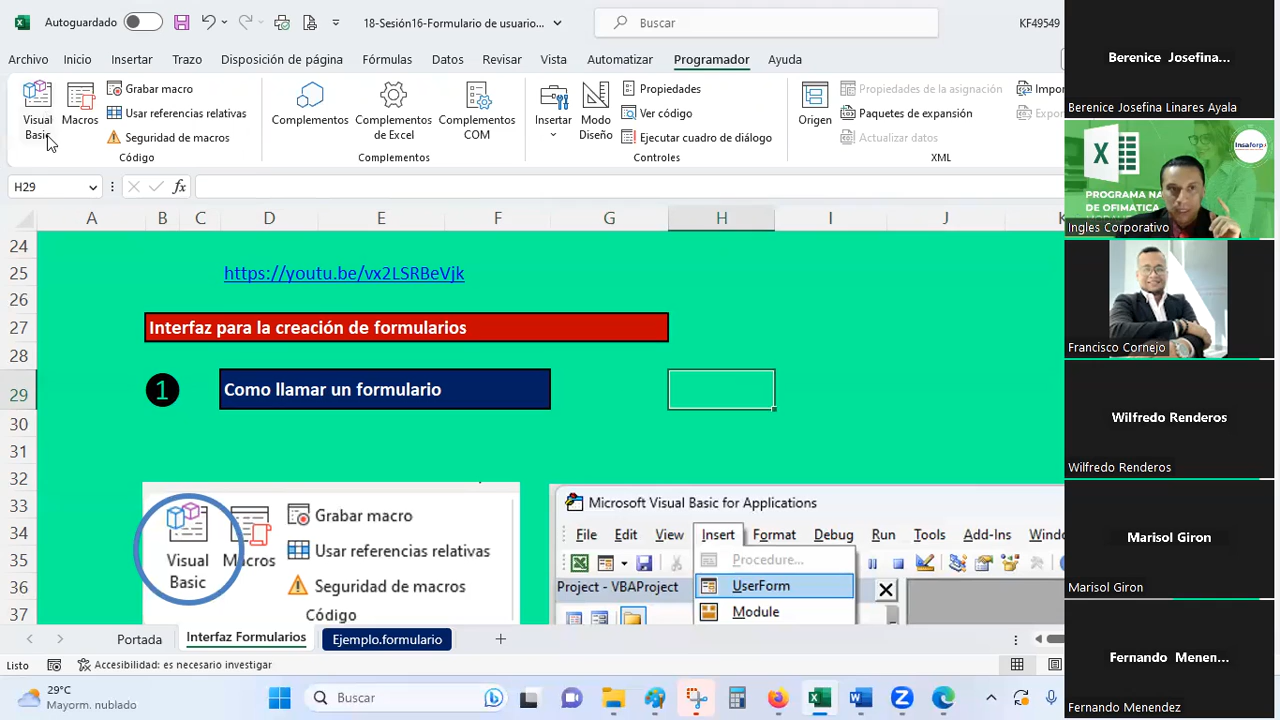 Autoguardado
18-Sesión16-Formulario de usuario...
Buscar
KF49549
Archivo Inicio Insertar Trazo Disposición de página Fórmulas Datos Revisar Vista Automatizar Programador Ayuda
Visual Basic
Macros
Grabar macro
Usar referencias relativas
Seguridad de macros
Código
Complementos
Complementos de Excel
Complementos COM
Complementos
Insertar
Modo Diseño
Propiedades
Ver código
Ejecutar cuadro de diálogo
Controles
Origen
Propiedades de la asignación
Paquetes de expansión
Actualizar datos
Impor
Expor
XML
H29
fx
A B C D E F G H I J K
24
25
26
27
28
29
30
31
32
33
34
35
36
37
https://youtu.be/vx2LSRBeVjk
Interfaz para la creación de formularios
1
Como llamar un formulario
Visual Basic
Macros
Grabar macro
Usar referencias relativas
Seguridad de macros
Código
Microsoft Visual Basic for Applications
File Edit View Insert Format Debug Run Tools Add-Ins Window
Procedure...
Project - VBAProject
UserForm
Module
Portada Interfaz Formularios Ejemplo.formulario
Listo
Accesibilidad: es necesario investigar
29°C
Mayorm. nublado
Buscar
Berenice Josefina...
Berenice Josefina Linares Ayala
PROGRAMA NA
DE OFIMATICA
Insaforp
Ingles Corporativo
Francisco Cornejo
Wilfredo Renderos
Wilfredo Renderos
Marisol Giron
Marisol Giron
Fernando Menen...
Fernando Menendez